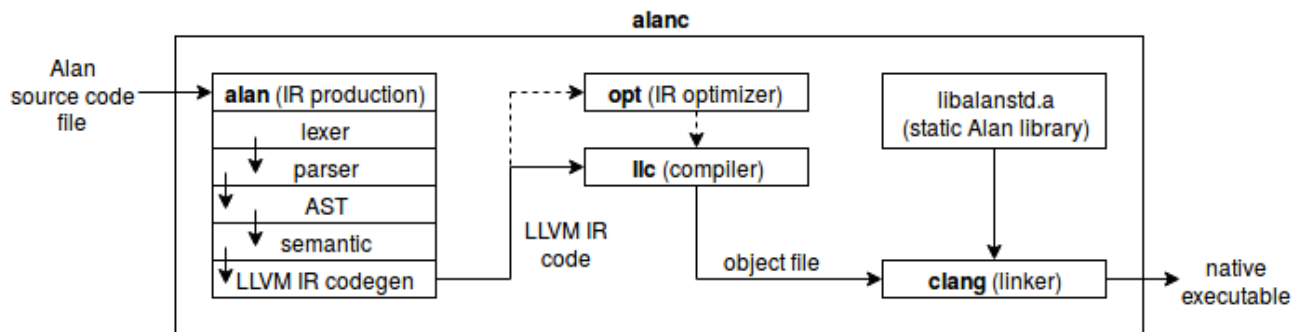 alanc
Alan
source code
file
alan (IR production)
lexer
parser
AST
semantic
LLVM IR codegen
LLVM IR
code
opt (IR optimizer)
llc (compiler)
object file
libalanstd.a
(static Alan library)
clang (linker)
native
executable